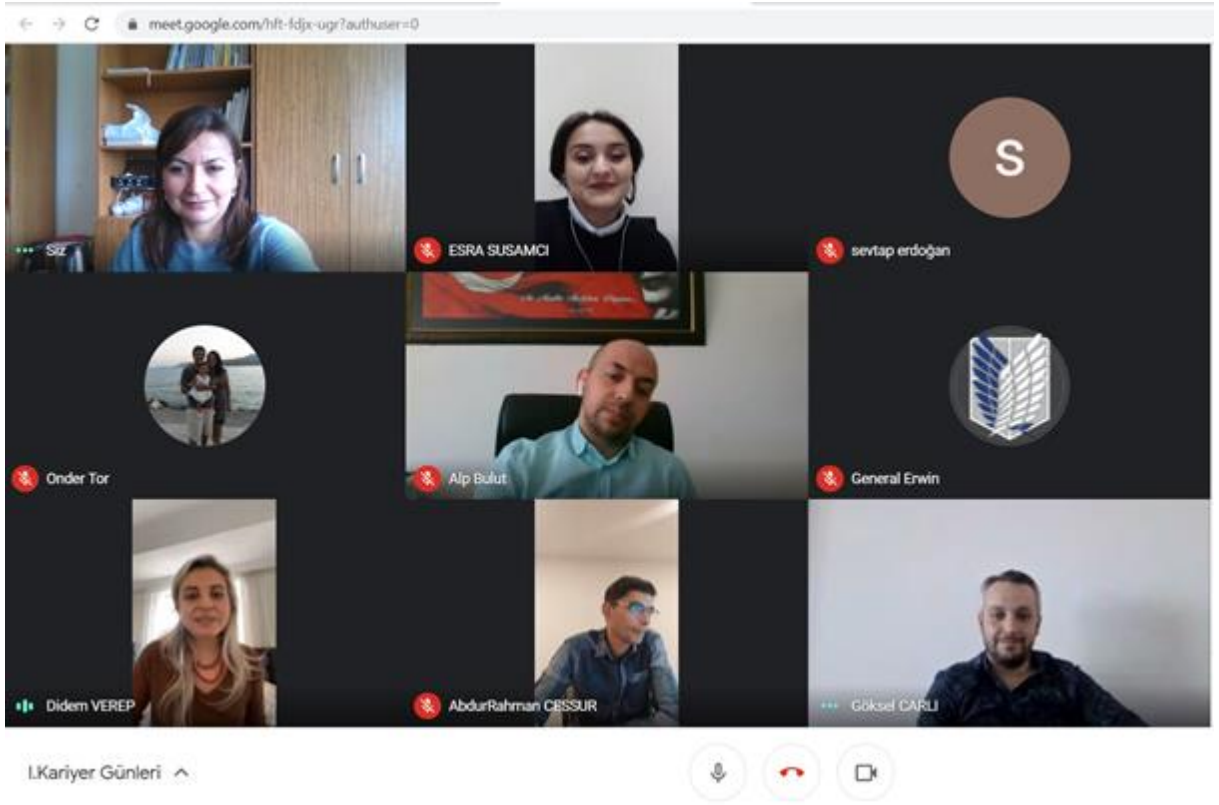 meet.google.com/hft-fdjx-ugr?authuser=0
Siz
ESRA SUSAMCI
S
sevtap erdoğan
Onder Tor
Alp Bulut
General Erwin
Didem VEREP
AbdurRahman CESSUR
Göksel CARLI
I.Kariyer Günleri